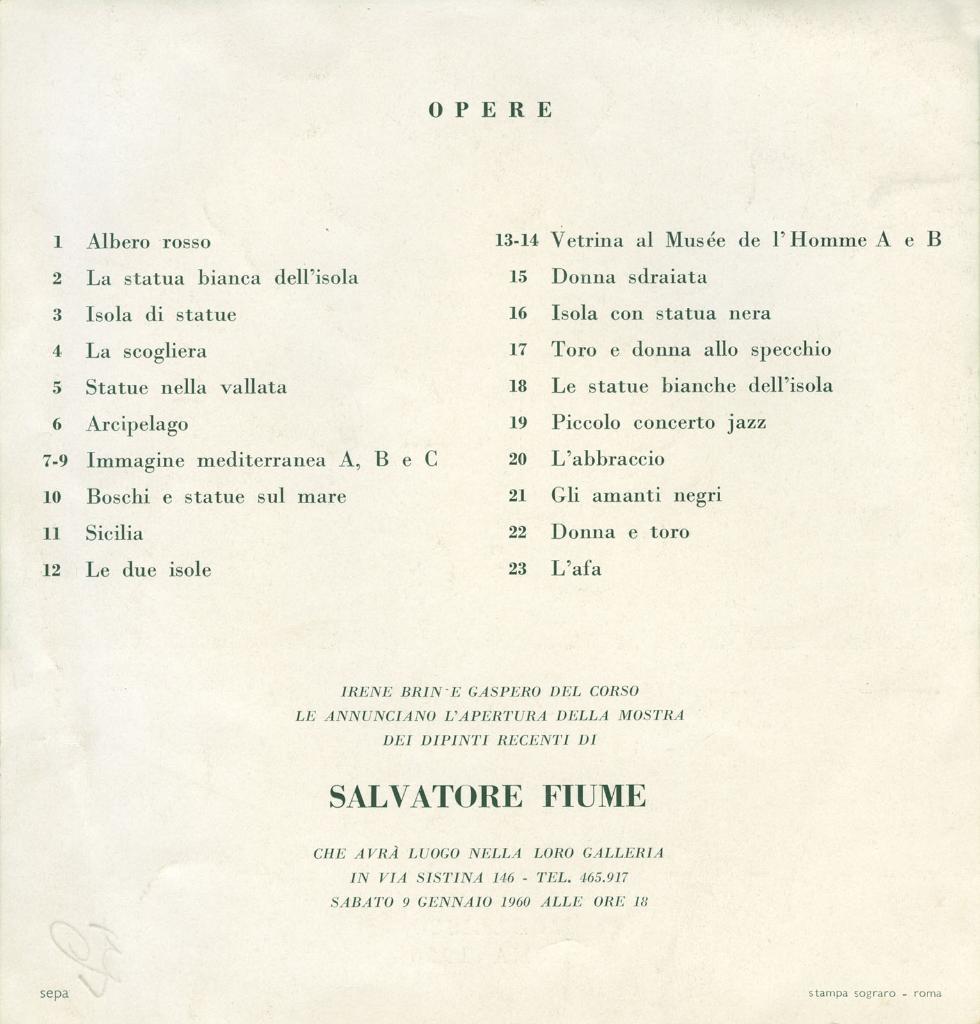 OPERE
1 Albero rosso
2 La statua bianca dell'isola
3 Isola di statue
4 La scogliera
5 Statue nella vallata
6 Arcipelago
7-9 Immagine mediterranea A, B e C
10 Boschi e statue sul mare
11 Sicilia
12 Le due isole
13-14 Vetrina al Musée de l'Homme A e B
15 Donna sdraiata
16 Isola con statua nera
17 Toro e donna allo specchio
18 Le statue bianche dell'isola
19 Piccolo concerto jazz
20 L'abbraccio
21 Gli amanti negri
22 Donna e toro
23 L'afa
IRENE BRIN E GASPERO DEL CORSO
LE ANNUNCIANO L'APERTURA DELLA MOSTRA
DEI DIPINTI RECENTI DI
SALVATORE FIUME
CHE AVRÀ LUOGO NELLA LORO GALLERIA
IN VIA SISTINA 146 - TEL. 465.917
SABATO 9 GENNAIO 1960 ALLE ORE 18
sepa
stampa sograro - roma